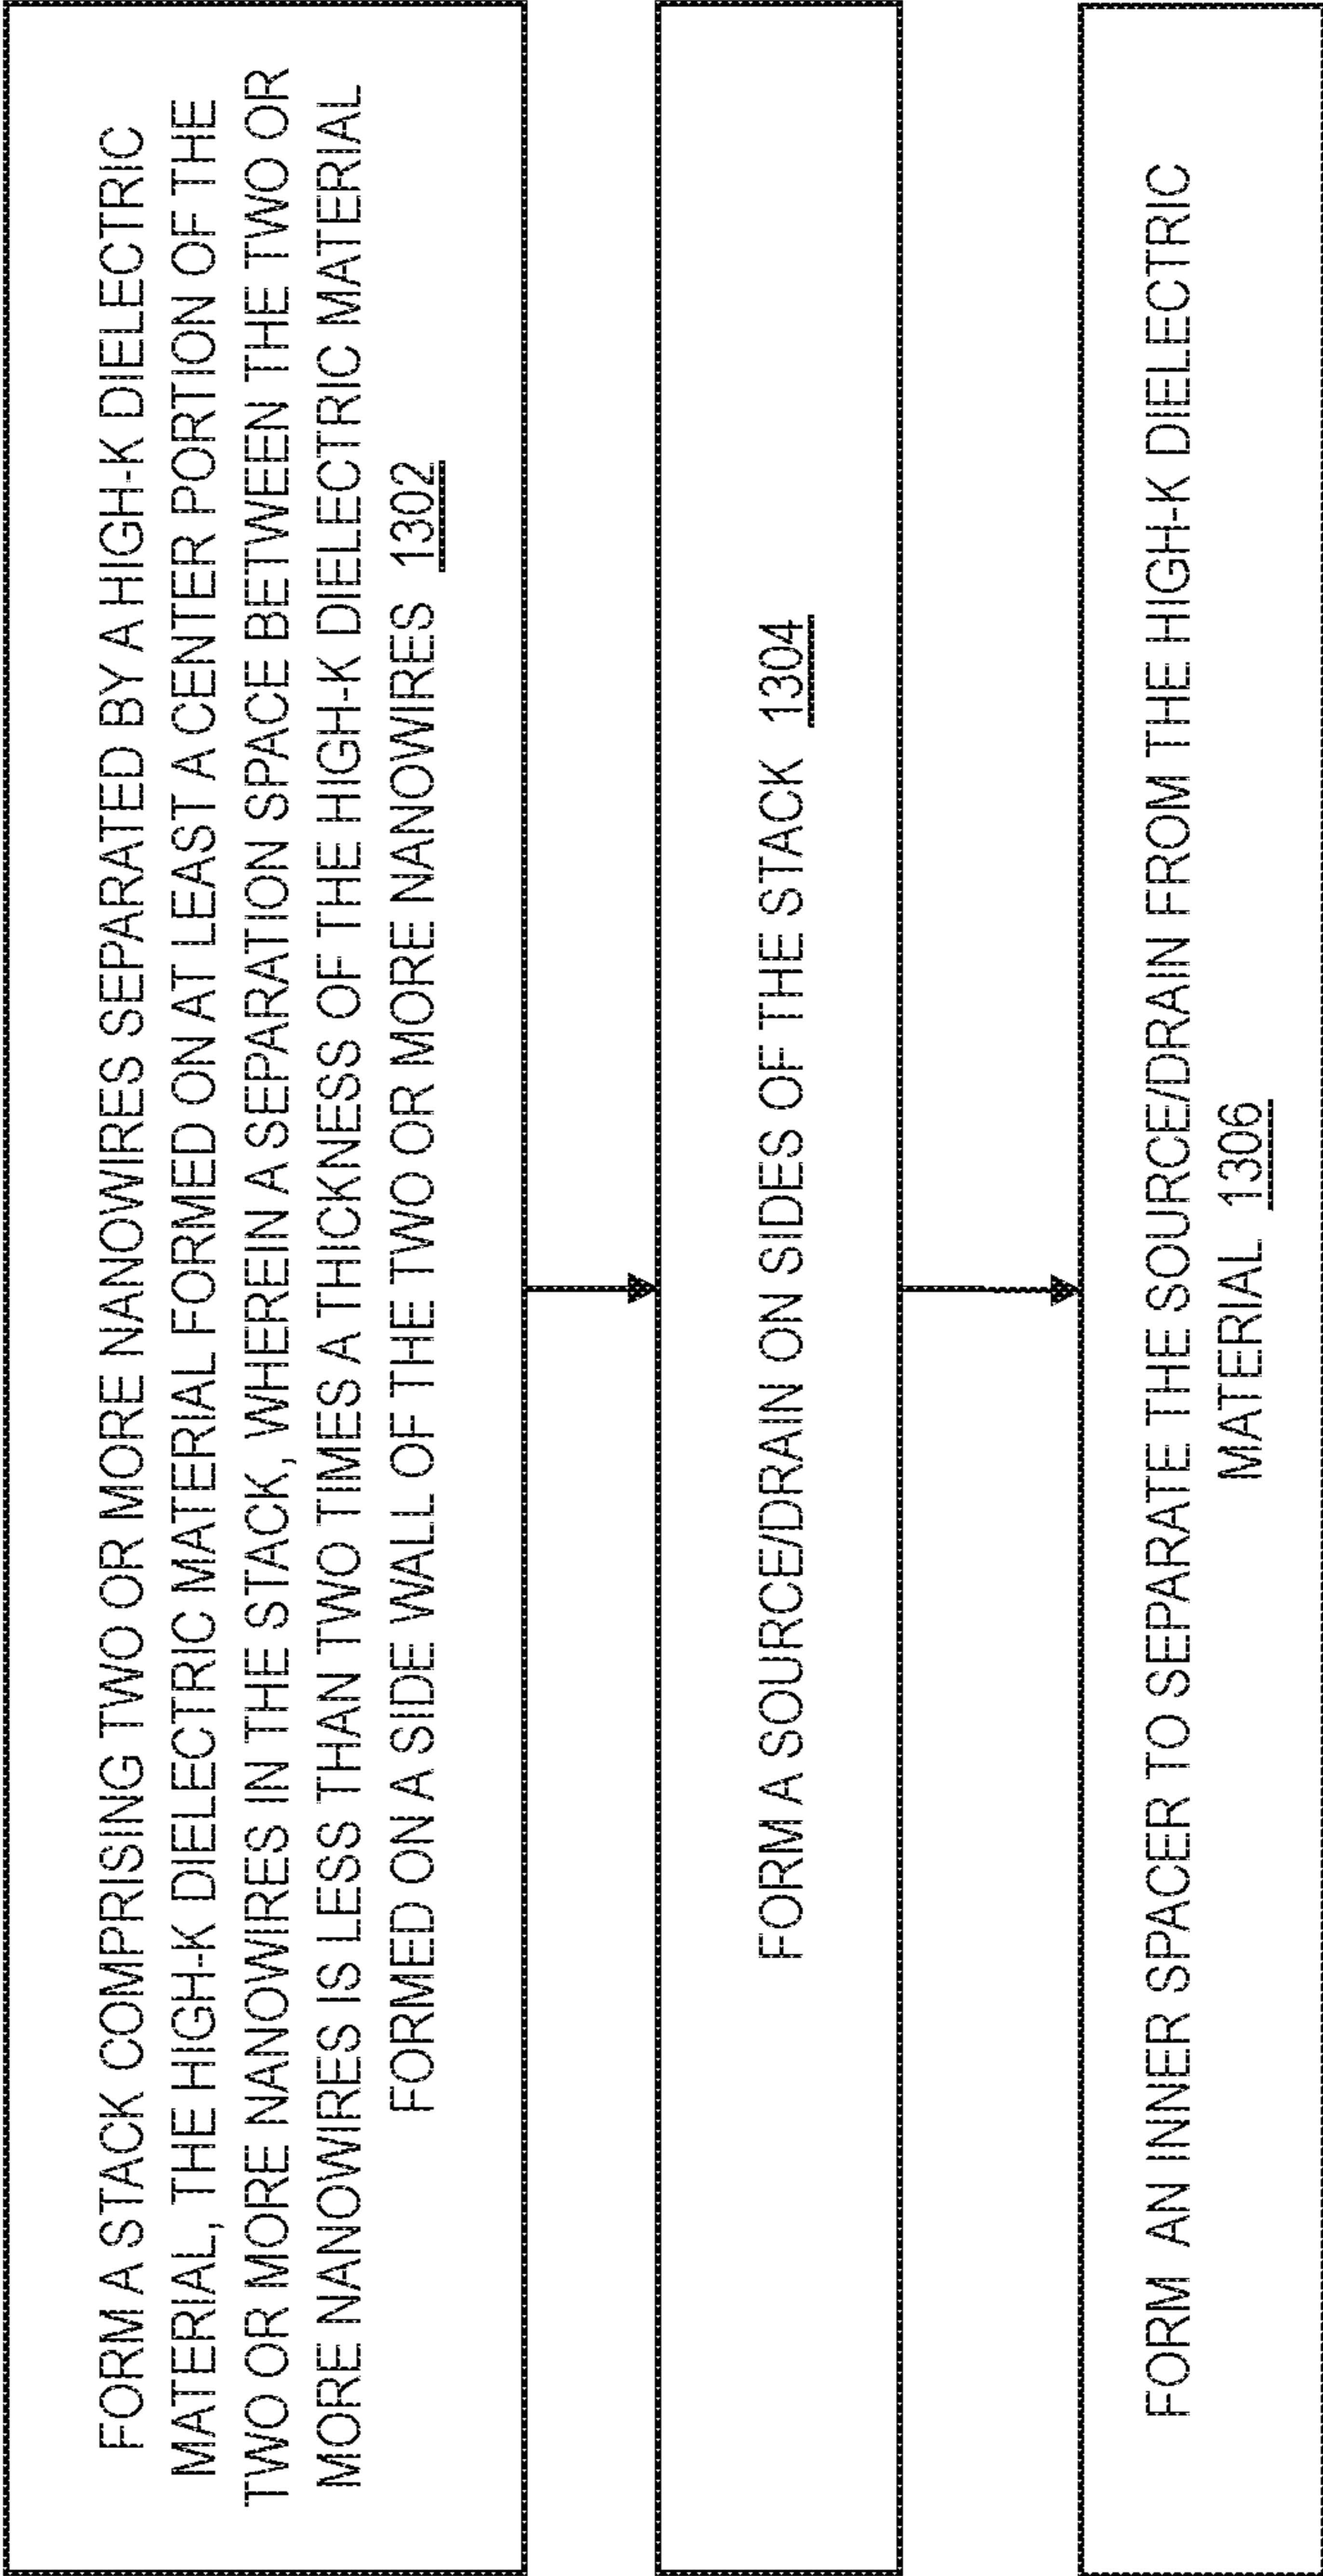 FORM A STACK COMPRISING TWO OR MORE NANOWIRES SEPARATED BY A HIGH-K DIELECTRIC
MATERIAL, THE HIGH-K DIELECTRIC MATERIAL FORMED ON AT LEAST A CENTER PORTION OF THE
TWO OR MORE NANOWIRES IN THE STACK, WHEREIN A SEPARATION SPACE BETWEEN THE TWO OR
MORE NANOWIRES IS LESS THAN TWO TIMES A THICKNESS OF THE HIGH-K DIELECTRIC MATERIAL
FORMED ON A SIDE WALL OF THE TWO OR MORE NANOWIRES 1302
FORM A SOURCE/DRAIN ON SIDES OF THE STACK 1304
FORM AN INNER SPACER TO SEPARATE THE SOURCE/DRAIN FROM THE HIGH-K DIELECTRIC
MATERIAL 1306